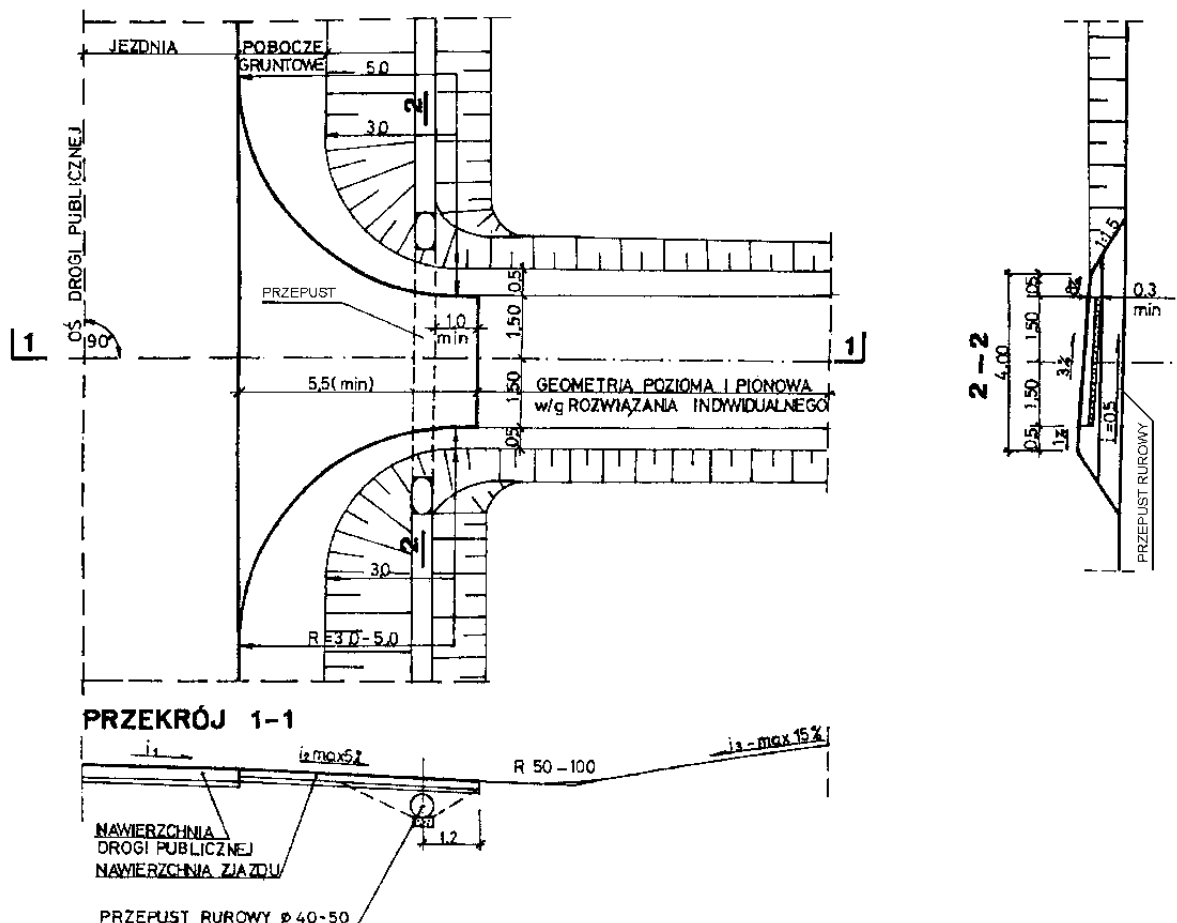 JEZDNIA
POBOCZE
GRUNTOWE
5,0
3,0
2
OŚ DROGI PUBLICZNEJ
90°
1
PRZEPUST
1,0
min
0,5
1,50
1
5,5(min)
1,50
0,5
GEOMETRIA POZIOMA I PIONOWA
w/g ROZWIĄZANIA INDYWIDUALNEGO
2
3,0
R=3,0-5,0
2-2
4,00
0,5
1,50
1,50
0,5
1:1,5
0.3
min
PRZEPUST RUROWY
PRZEKRÓJ 1-1
i₁
i₂ max5%
R 50-100
i₃-max 15%
1,2
NAWIERZCHNIA
DROGI PUBLICZNEJ
NAWIERZCHNIA ZJAZDU
PRZEPUST RUROWY ⌀ 40-50